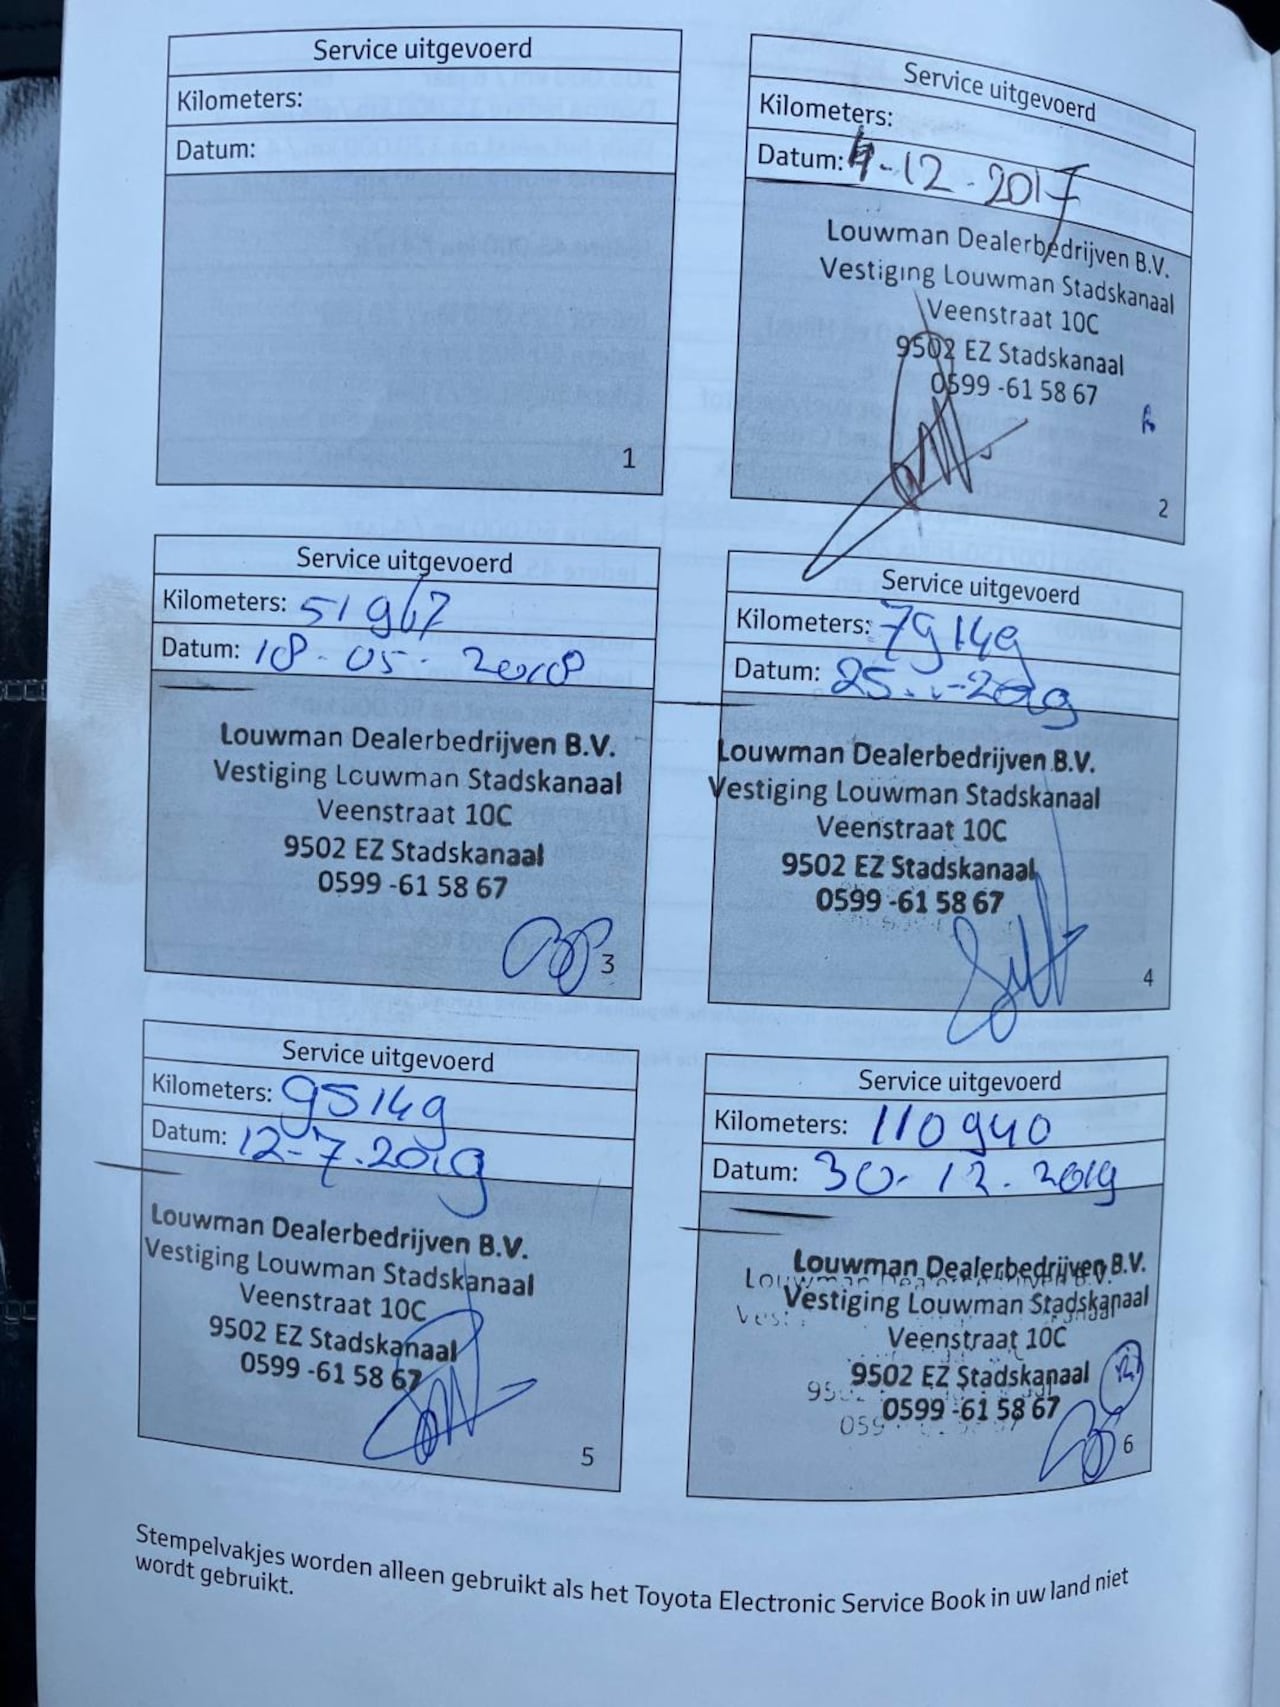 Service uitgevoerd
Kilometers:
Datum:
1
Service uitgevoerd
Kilometers:
Datum: 4-12-2017
Louwman Dealerbedrijven B.V.
Vestiging Louwman Stadskanaal
Veenstraat 10C
9502 EZ Stadskanaal
0599 -61 58 67
2
Service uitgevoerd
Kilometers: 51967
Datum: 18-05-2018
Louwman Dealerbedrijven B.V.
Vestiging Louwman Stadskanaal
Veenstraat 10C
9502 EZ Stadskanaal
0599 -61 58 67
3
Service uitgevoerd
Kilometers: 79149
Datum:
Louwman Dealerbedrijven B.V.
Vestiging Louwman Stadskanaal
Veenstraat 10C
9502 EZ Stadskanaal
0599 -61 58 67
4
Service uitgevoerd
Kilometers: 95149
Datum: 12-7-2019
Louwman Dealerbedrijven B.V.
Vestiging Louwman Stadskanaal
Veenstraat 10C
9502 EZ Stadskanaal
0599 -61 58 67
5
Service uitgevoerd
Kilometers: 110940
Datum: 30-12-2019
Louwman Dealerbedrijven B.V.
Vestiging Louwman Stadskanaal
Veenstraat 10C
9502 EZ Stadskanaal
0599 -61 58 67
6
Stempelvakjes worden alleen gebruikt als het Toyota Electronic Service Book in uw land niet
wordt gebruikt.